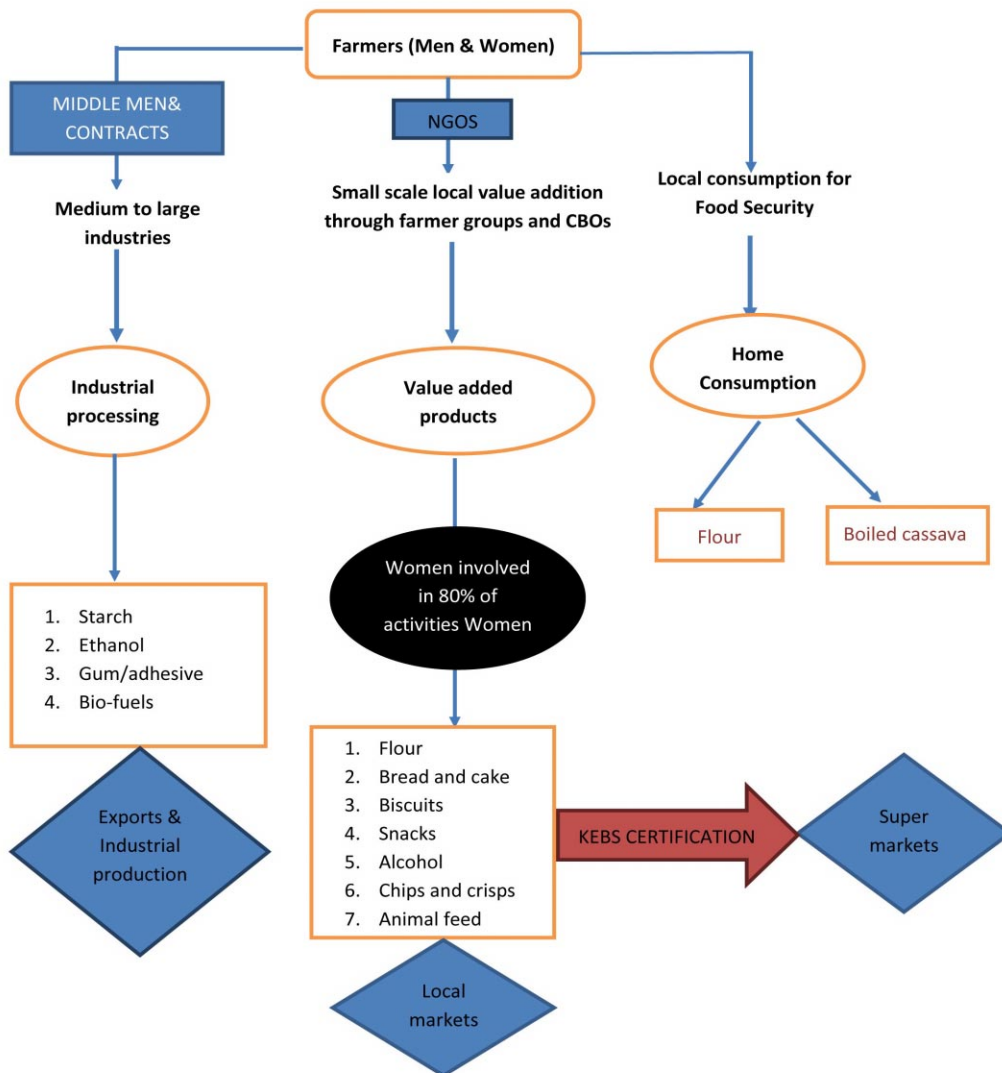 Farmers (Men & Women)
MIDDLE MEN&
CONTRACTS
NGOS
Medium to large
industries
Small scale local value addition
through farmer groups and CBOs
Local consumption for
Food Security
Industrial
processing
Value added
products
Home
Consumption
Flour
Boiled cassava
Women involved
in 80% of
activities Women
1. Starch
2. Ethanol
3. Gum/adhesive
4. Bio-fuels
Exports &
Industrial
production
1. Flour
2. Bread and cake
3. Biscuits
4. Snacks
5. Alcohol
6. Chips and crisps
7. Animal feed
KEBS CERTIFICATION
Super
markets
Local
markets